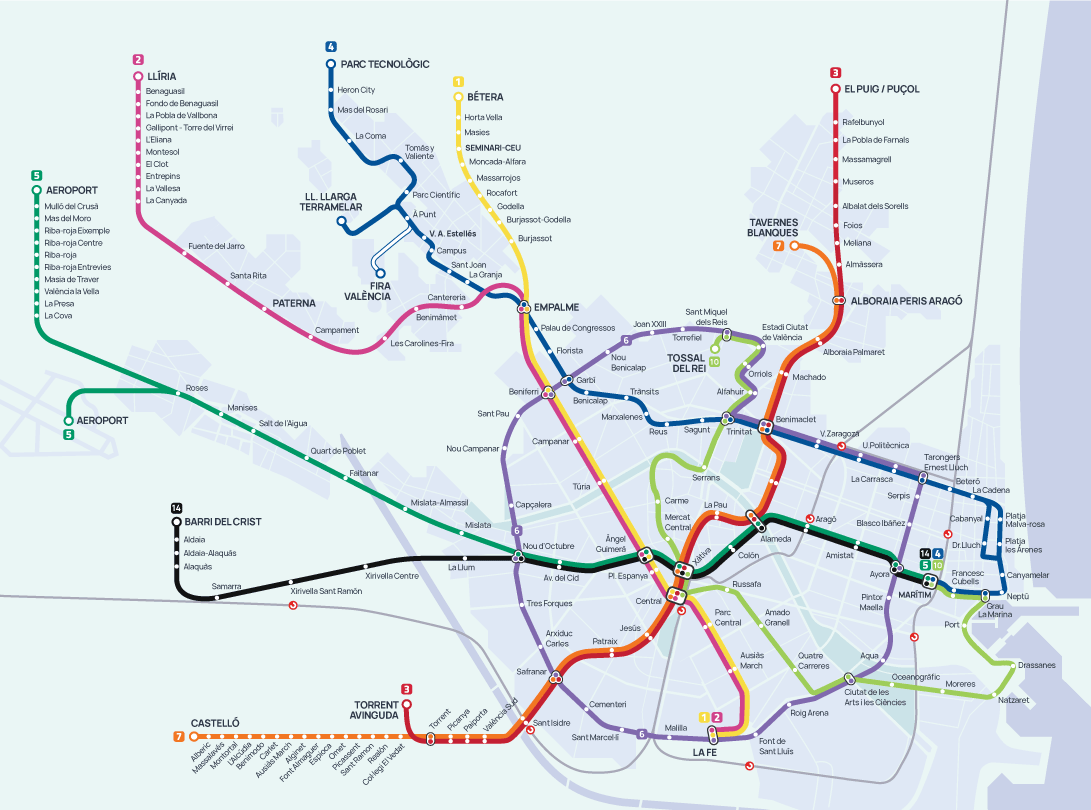 2
LLÍRIA
Benaguasil
Fondo de Benaguasil
La Pobla de Vallbona
Gallipont - Torre del Virrei
L'Eliana
Montesol
El Clot
Entrepins
La Vallesa
La Canyada
Fuente del Jarro
Santa Rita
PATERNA
Campament
Les Carolines-Fira
Benimàmet
Cantereria
4
PARC TECNOLÒGIC
Heron City
Mas del Rosari
La Coma
Tomás y
Valiente
Parc Científic
LL. LLARGA
TERRAMELAR
À Punt
V. A. Estellés
Campus
Sant Joan
La Granja
FIRA
VALÈNCIA
1
BÉTERA
Horta Vella
Masies
SEMINARI-CEU
Moncada-Alfara
Massarrojos
Rocafort
Godella
Burjassot-Godella
Burjassot
EMPALME
3
EL PUIG / PUÇOL
Rafelbunyol
La Pobla de Farnals
Massamagrell
Museros
Albalat dels Sorells
Foios
Meliana
Almàssera
TAVERNES
BLANQUES
7
ALBORAIA PERIS ARAGÓ
Alboraia Palmaret
Machado
Benimaclet
5
AEROPORT
Mulló del Crusà
Mas del Moro
Riba-roja Eixemple
Riba-roja Centre
Riba-roja
Riba-roja Entrevies
Masia de Traver
València la Vella
La Presa
La Cova
Roses
AEROPORT
5
Manises
Salt de l'Aigua
Quart de Poblet
Faitanar
Mislata-Almassil
Mislata
Palau de Congressos
Florista
Garbí
Benicalap
Trànsits
Marxalenes
Reus
Sagunt
Trinitat
6
Nou
Benicalap
Joan XXIII
Torrefiel
Sant Miquel
dels Reis
Estadi Ciutat
de València
TOSSAL
DEL REI
10
Orriols
Alfahuir
Beniferri
Sant Pau
Nou Campanar
Campanar
Túria
Capçalera
6
Nou d'Octubre
Serrans
Carme
Mercat
Central
La Pau
Àngel
Guimerà
Pl. Espanya
Av. del Cid
Xàtiva
Colón
Alameda
Aragó
Amistat
Ayora
V.Zaragozà
U.Politècnica
La Carrasca
Tarongers
Ernest Lluch
Beteró
La Cadena
Serpis
Blasco Ibáñez
Cabanyal
Platja
Malva-rosa
Dr.Lluch
Platja
les Arenes
14
4
5
10
MARÍTIM
Francesc
Cubells
Canyamelar
Neptú
Grau
La Marina
Port
Drassanes
Natzaret
Moreres
Oceanogràfic
Ciutat de les
Arts i les Ciències
Aqua
Pintor
Maella
Quatre
Carreres
Amado
Granell
Russafa
Parc
Central
Ausiàs
March
Central
Jesús
Patraix
Arxiduc
Carles
Tres Forques
Safranar
14
BARRI DEL CRIST
Aldaia
Aldaia-Alaquàs
Alaquàs
Samarra
Xirivella Sant Ramón
Xirivella Centre
La Llum
Cementeri
Sant Marcel·lí
6
Malilla
1
2
LA FE
Font de
Sant Lluís
Roig Arena
Sant Isidre
València Sud
Paiporta
Picanya
Torrent
3
TORRENT
AVINGUDA
CASTELLÓ
7
Alberic
Massalavés
Montortal
L'Alcúdia
Benimodo
Carlet
Ausiàs March
Alginet
Font Almaguer
Espioca
Omet
Picassent
Sant Ramon
Realón
Col·legi El Vedat